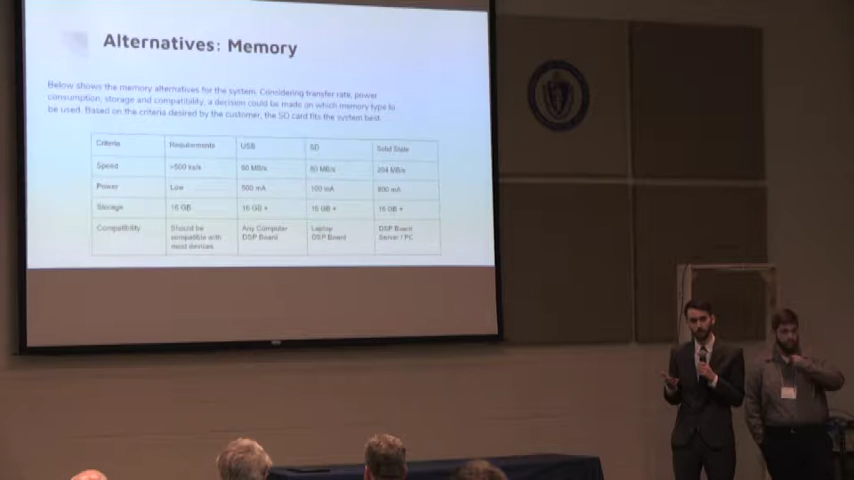 Alternatives: Memory
Below shows the memory alternatives for the system. Considering transfer rate, power
consumption, storage and compatibility, a decision could be made on which memory type to
be used. Based on the criteria desired by the customer, the SD card fits the system best.
Criteria Requirements USB SD Solid State
Speed >500 ks/s 60 MB/s 80 MB/s 204 MB/s
Power Low 500 mA 100 mA 800 mA
Storage 16 GB 16 GB + 16 GB + 16 GB +
Compatibility Should be Any Computer Laptop DSP Board
compatible with DSP Board DSP Board Server / PC
most devices